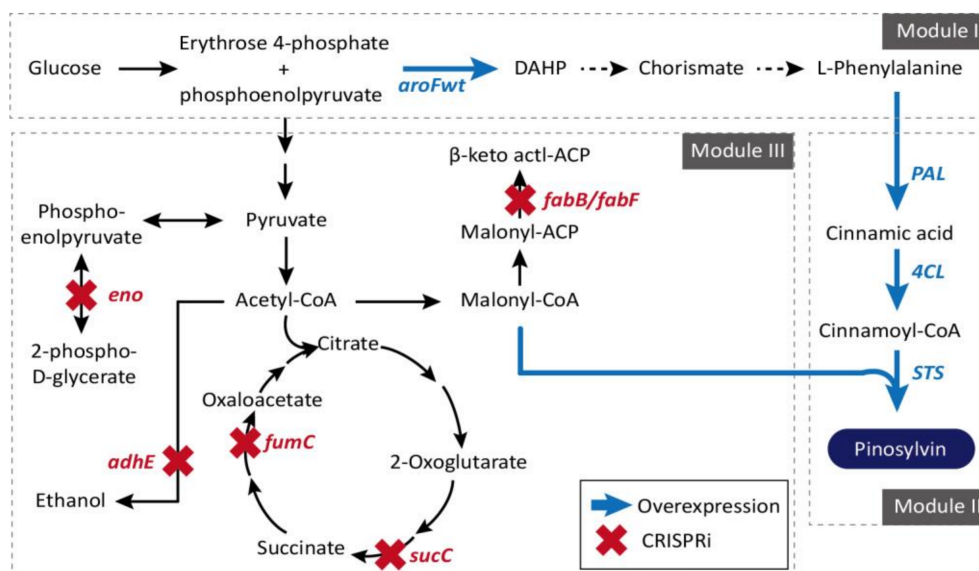 Module I
Glucose
Erythrose 4-phosphate
+
phosphoenolpyruvate
aroFwt
DAHP
Chorismate
L-Phenylalanine
Module III
β-keto actl-ACP
fabB/fabF
Malonyl-ACP
Phospho-
enolpyruvate
Pyruvate
eno
Acetyl-CoA
Malonyl-CoA
2-phospho-
D-glycerate
Citrate
Oxaloacetate
fumC
adhE
2-Oxoglutarate
Ethanol
Succinate
sucC
PAL
Cinnamic acid
4CL
Cinnamoyl-CoA
STS
Pinosylvin
Module II
Overexpression
CRISPRi